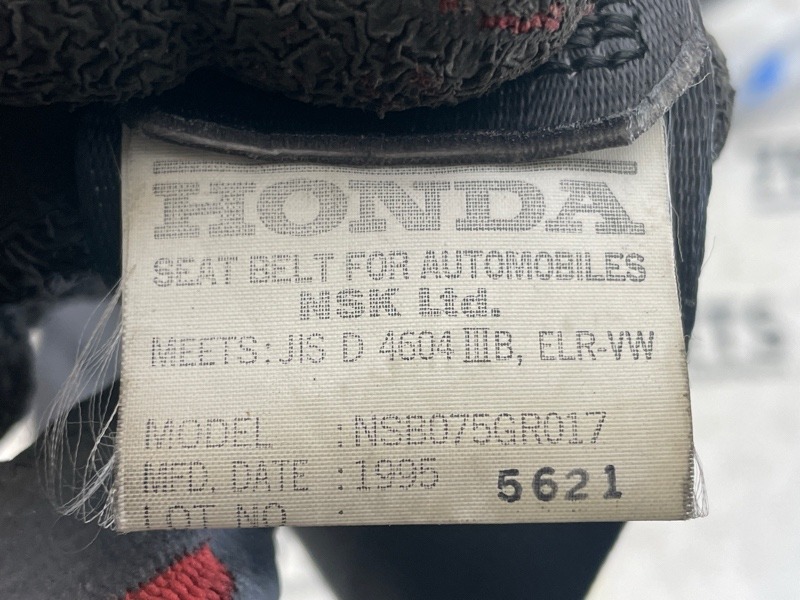 HONDA
SEAT BELT FOR AUTOMOBILES
NSK Ltd.
MEETS: JIS D 4604 III B, ELR-VW
MODEL : NSB075GR017
MFD. DATE : 1995 5621
LOT NO. :